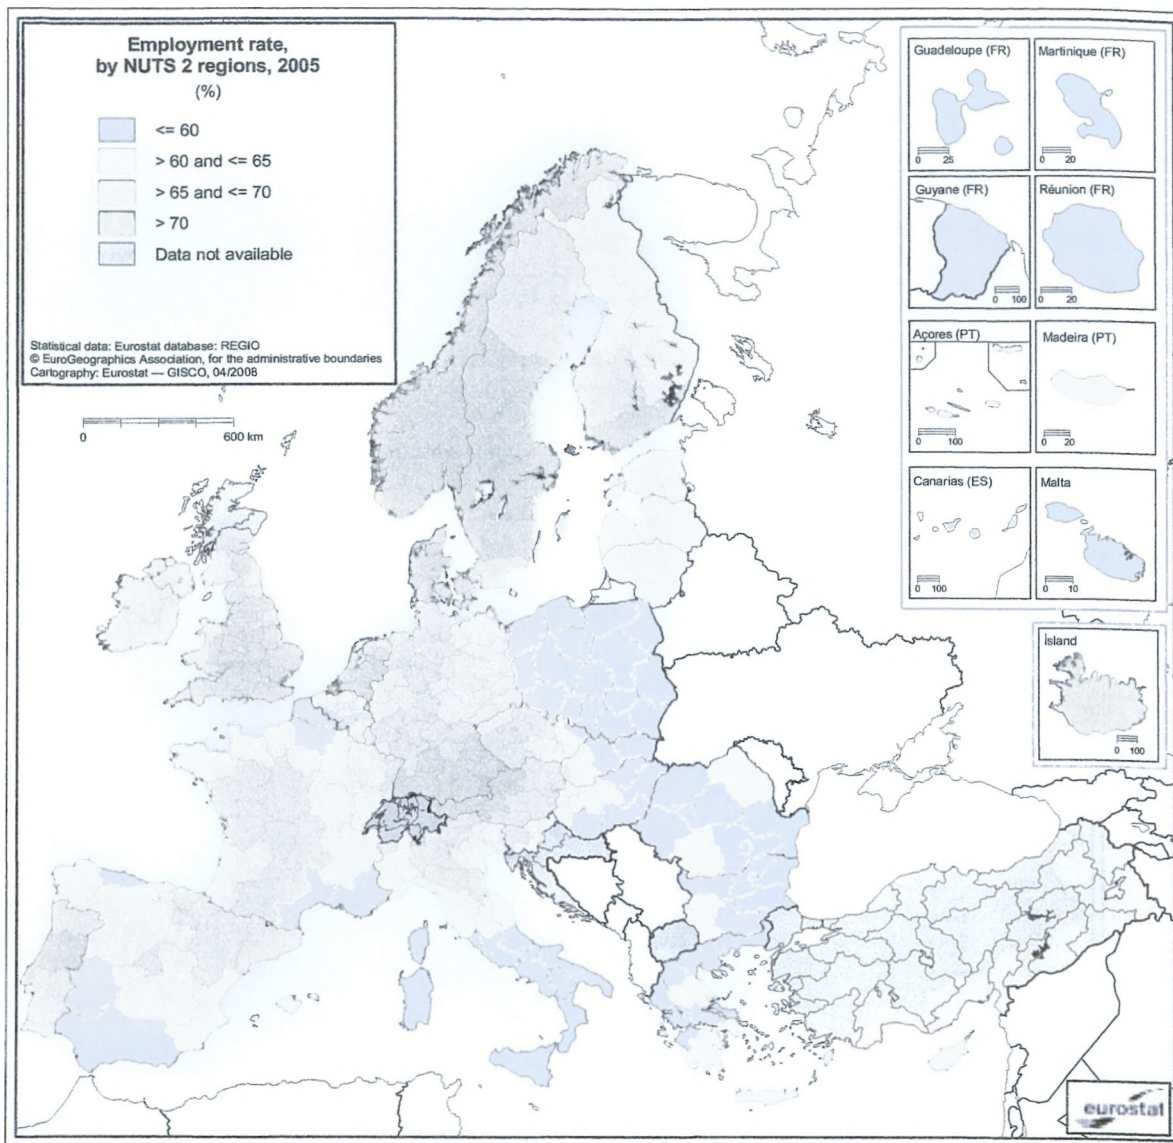 Employment rate,
by NUTS 2 regions, 2005
(%)
<= 60
> 60 and <= 65
> 65 and <= 70
> 70
Data not available
Statistical data: Eurostat database: REGIO
© EuroGeographics Association, for the administrative boundaries
Cartography: Eurostat — GISCO, 04/2008
0 600 km
Guadeloupe (FR)
0 25
Martinique (FR)
0 20
Guyane (FR)
0 100
Réunion (FR)
0 20
Açores (PT)
0 100
Madeira (PT)
0 20
Canarias (ES)
0 100
Malta
0 10
Ísland
0 100
eurostat